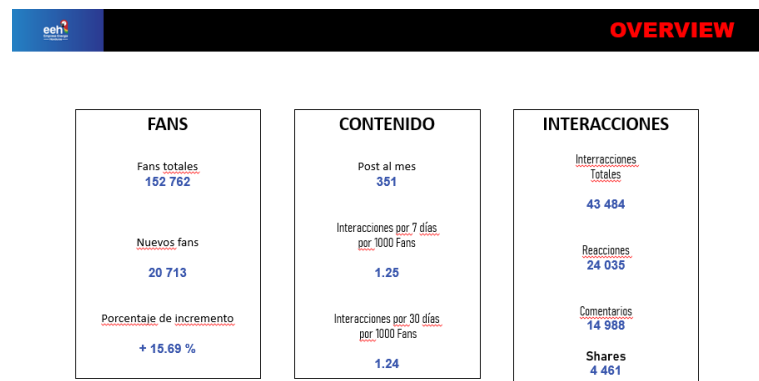 eeh
OVERVIEW
FANS
Fans totales
152 762
Nuevos fans
20 713
Porcentaje de incremento
+ 15.69 %
CONTENIDO
Post al mes
351
Interacciones por 7 días
por 1000 Fans
1.25
Interacciones por 30 días
por 1000 Fans
1.24
INTERACCIONES
Interracciones
Totales
43 484
Reacciones
24 035
Comentarios
14 988
Shares
4 461